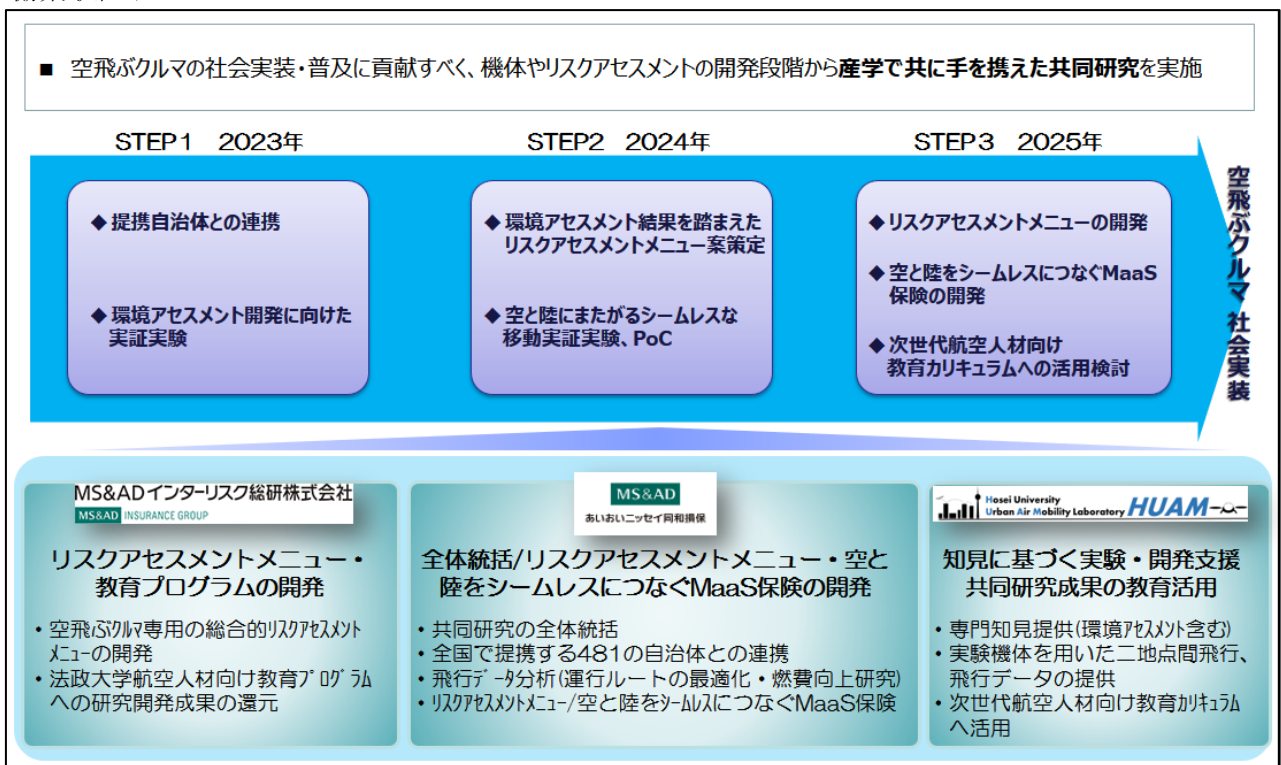 ■ 空飛ぶクルマの社会実装・普及に貢献すべく、機体やリスクアセスメントの開発段階から産学で共に手を携えた共同研究を実施
STEP1 2023年
STEP2 2024年
STEP3 2025年
◆提携自治体との連携
◆環境アセスメント開発に向けた
実証実験
◆環境アセスメント結果を踏まえた
リスクアセスメントメニュー案策定
◆空と陸にまたがるシームレスな
移動実証実験、PoC
◆リスクアセスメントメニューの開発
◆空と陸をシームレスにつなぐMaaS
保険の開発
◆次世代航空人材向け
教育カリキュラムへの活用検討
空飛ぶクルマ 社会実装
MS&ADインターリスク総研株式会社
MS&AD INSURANCE GROUP
リスクアセスメントメニュー・
教育プログラムの開発
・空飛ぶｸﾙﾏ専用の総合的ﾘｽｸｱｾｽﾒﾝﾄ
ﾒﾆｭｰの開発
・法政大学航空人材向け教育ﾌﾟﾛｸﾞﾗﾑ
への研究開発成果の還元
MS&AD
あいおいニッセイ同和損保
全体統括/リスクアセスメントメニュー・空と
陸をシームレスにつなぐMaaS保険の開発
・共同研究の全体統括
・全国で提携する481の自治体との連携
・飛行ﾃﾞｰﾀ分析(運行ルートの最適化・燃費向上研究)
・ﾘｽｸｱｾｽﾒﾝﾄﾒﾆｭｰ/空と陸をｼｰﾑﾚｽにつなぐMaaS保険
Hosei University
Urban Air Mobility Laboratory HUAM
知見に基づく実験・開発支援
共同研究成果の教育活用
・専門知見提供(環境ｱｾｽﾒﾝﾄ含む)
・実験機体を用いた二地点間飛行、
飛行データの提供
・次世代航空人材向け教育ｶﾘｷｭﾗﾑ
へ活用